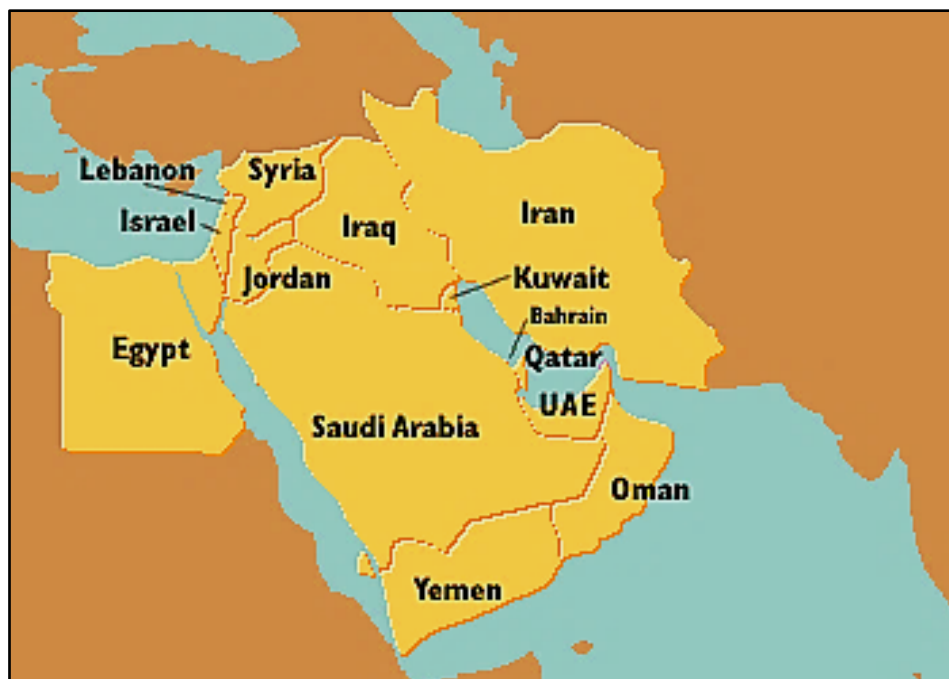 Lebanon
Syria
Israel
Iraq
Iran
Jordan
Kuwait
Bahrain
Egypt
Qatar
UAE
Saudi Arabia
Oman
Yemen